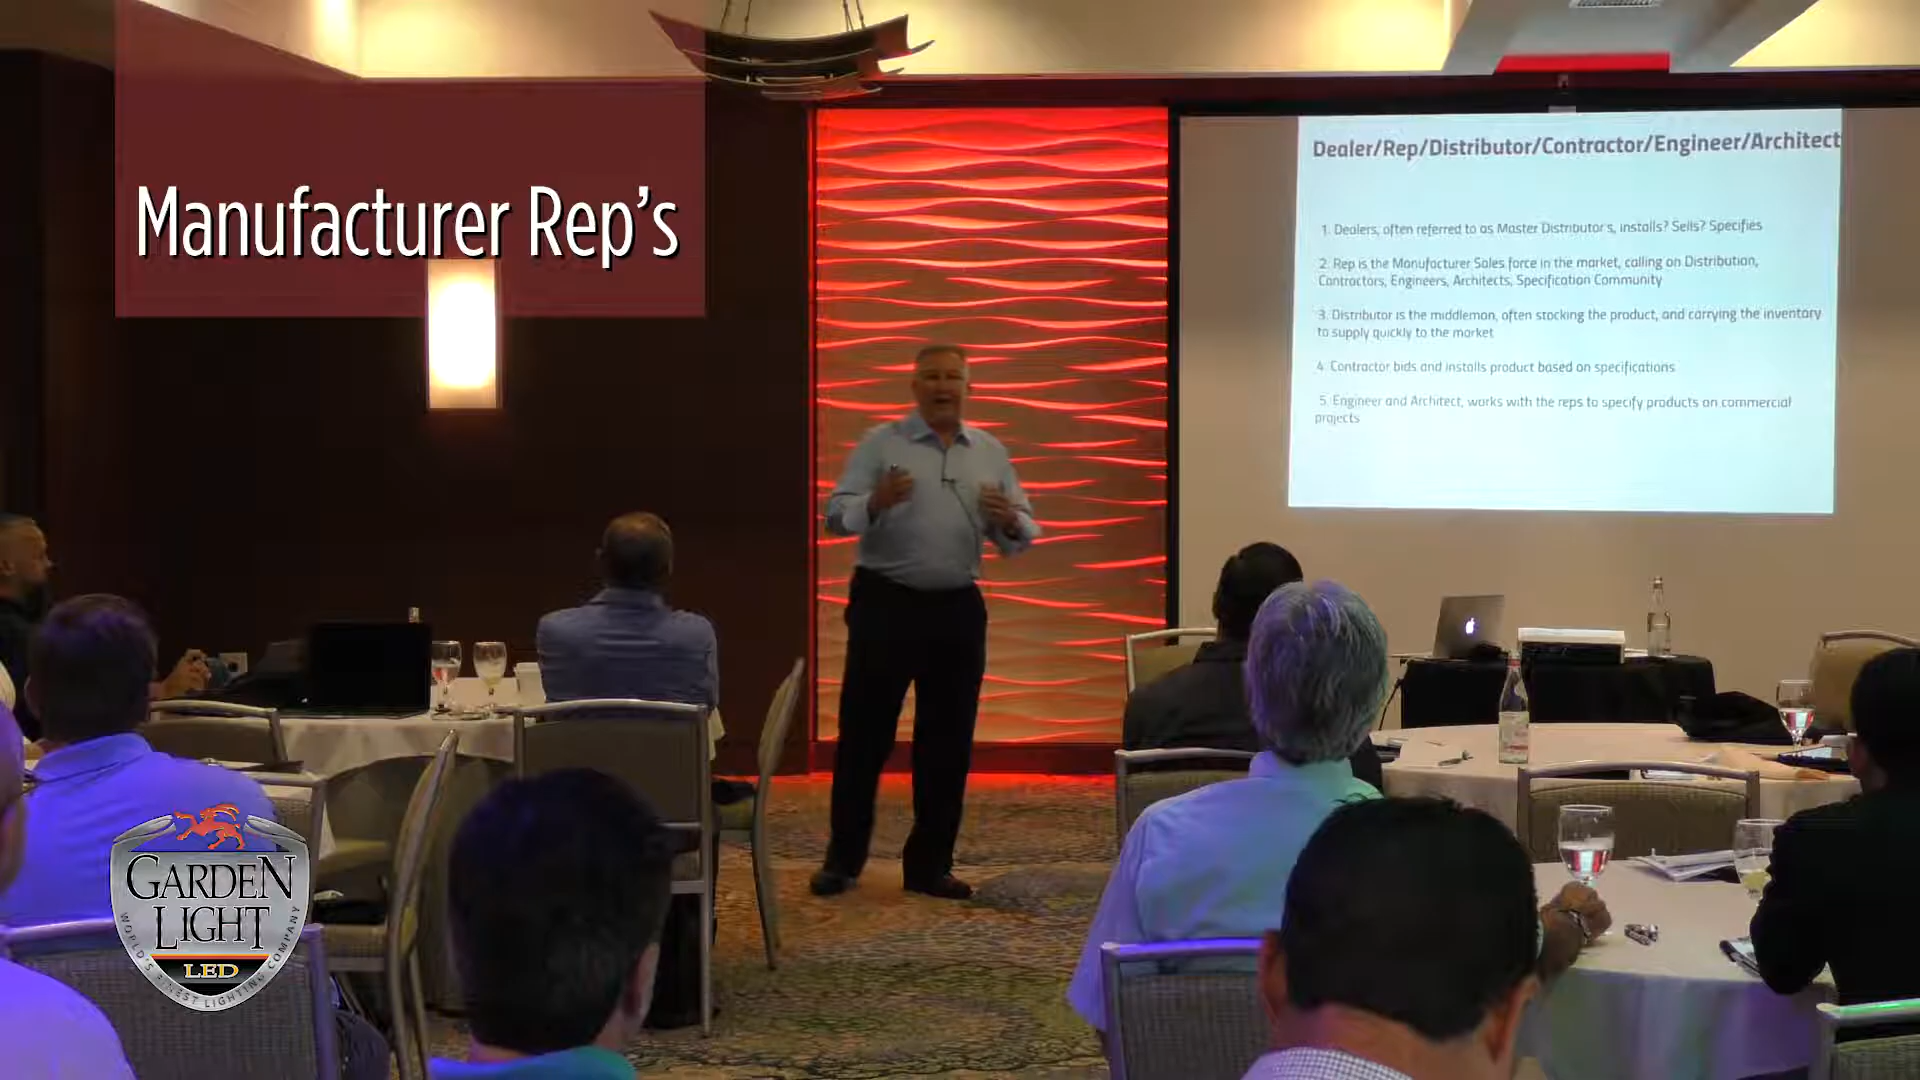 Manufacturer Rep's
Dealer/Rep/Distributor/Contractor/Engineer/Architect
1. Dealers, often referred to as Master Distributor s, installs? Sells? Specifies
2. Rep is the Manufacturer Sales force in the market, calling on Distribution,
Contractors, Engineers, Architects, Specification Community
3. Distributor is the middleman, often stocking the product, and carrying the inventory
to supply quickly to the market
4. Contractor bids and installs product based on specifications
5. Engineer and Architect, works with the reps to specify products on commercial
projects
GARDEN
LIGHT
LED
WORLD'S FINEST LIGHTING COMPANY